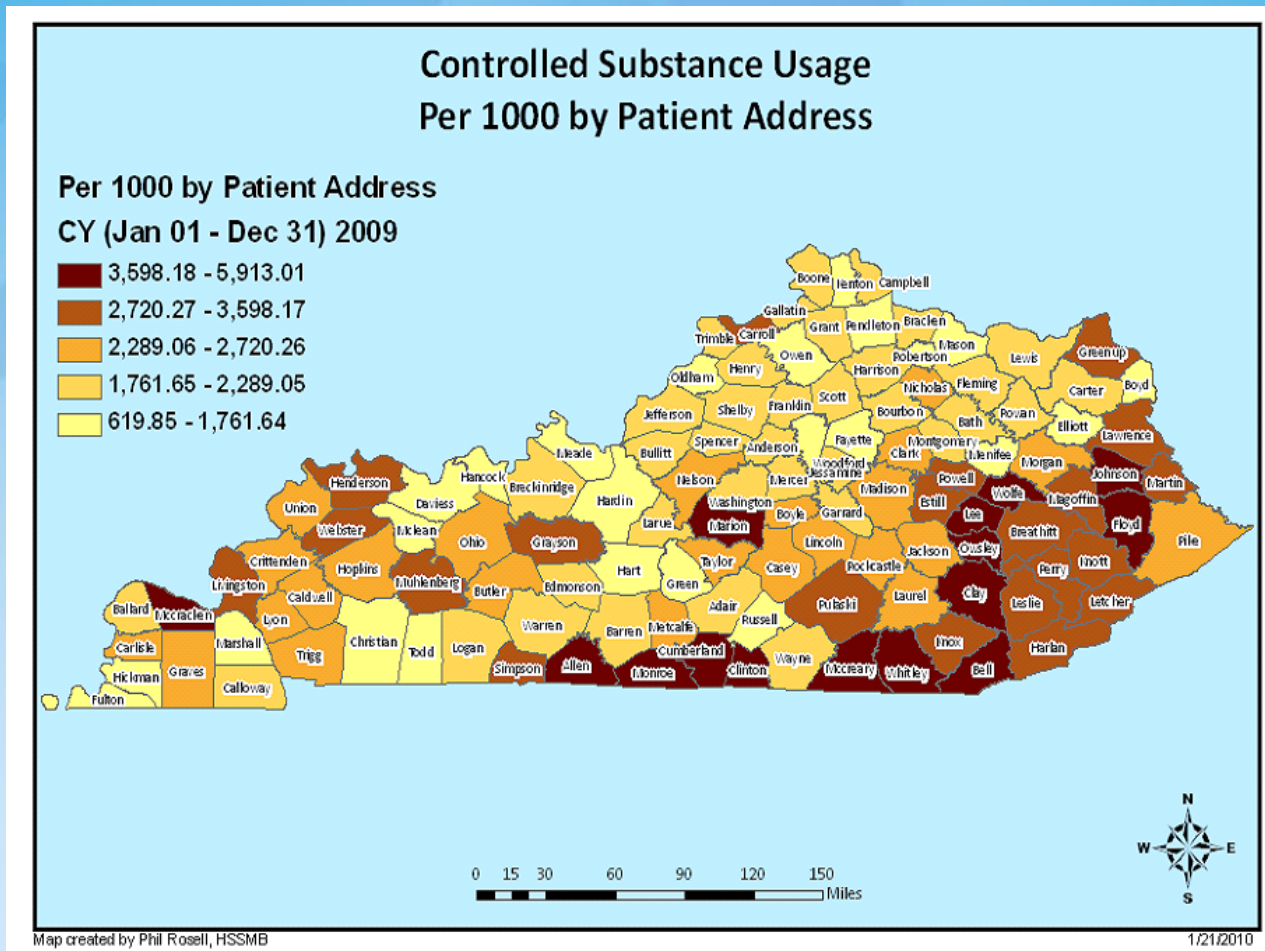 Controlled Substance Usage
Per 1000 by Patient Address
Per 1000 by Patient Address
CY (Jan 01 - Dec 31) 2009
3,598.18 - 5,913.01
2,720.27 - 3,598.17
2,289.06 - 2,720.26
1,761.65 - 2,289.05
619.85 - 1,761.64
Boone Kenton Campbell
Gallatin
Trimble Carroll Grant Pendleton Bracken
Owen Robertson Mason Lewis Greenup
Oldham Henry Harrison Nicholas Fleming Carter Boyd
Jefferson Shelby Franklin Scott Bourbon Bath Rowan Elliott
Bullitt Spencer Anderson Fayette Montgomery Lawrence
Woodford Clark Menifee Morgan
Meade Jessamine
Henderson Hancock Breckinridge Nelson Mercer Madison Powell Johnson Martin
Union Daviess Hardin Washington Estill Wolfe Magoffin
Webster Mclean Larue Marion Boyle Garrard Lee Breathitt Floyd
Ohio Grayson Lincoln Jackson Owsley Pike
Crittenden Hopkins Hart Taylor Casey Rockcastle Perry Knott
Livingston Muhlenberg Butler Edmonson Green Laurel Clay
Ballard Mccracken Caldwell Adair Pulaski Leslie Letcher
Lyon Warren Barren Metcalfe Russell
Carlisle Marshall Christian Todd Logan Cumberland Wayne Knox Harlan
Hickman Graves Trigg Simpson Allen Monroe Clinton Mccreary Whitley Bell
Fulton Calloway
N
W E
S
0 15 30 60 90 120 150
Miles
Map created by Phil Rosell, HSSMB
1/21/2010